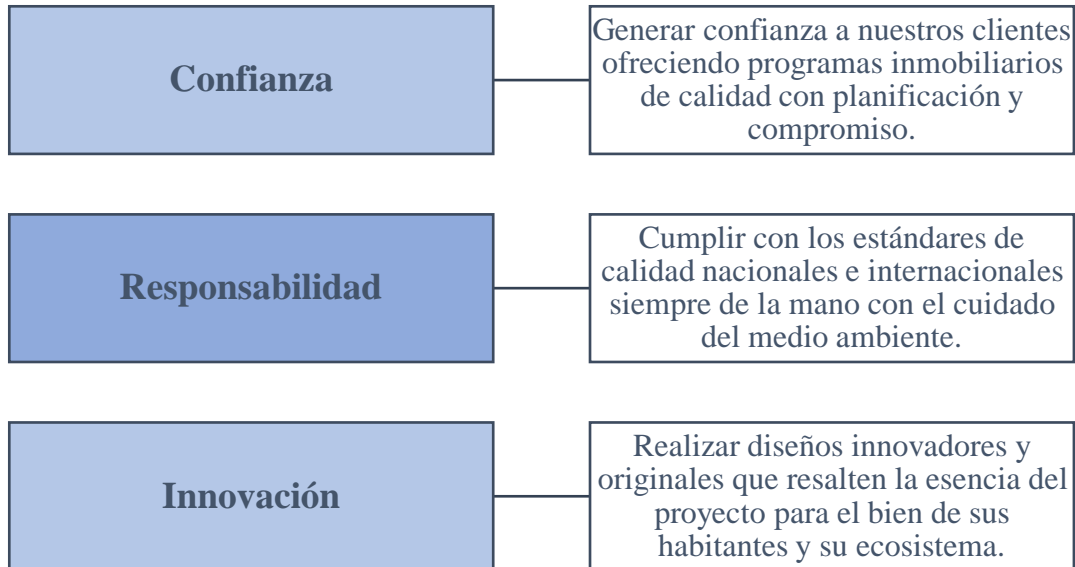 Confianza
Generar confianza a nuestros clientes
ofreciendo programas inmobiliarios
de calidad con planificación y
compromiso.
Responsabilidad
Cumplir con los estándares de
calidad nacionales e internacionales
siempre de la mano con el cuidado
del medio ambiente.
Innovación
Realizar diseños innovadores y
originales que resalten la esencia del
proyecto para el bien de sus
habitantes y su ecosistema.